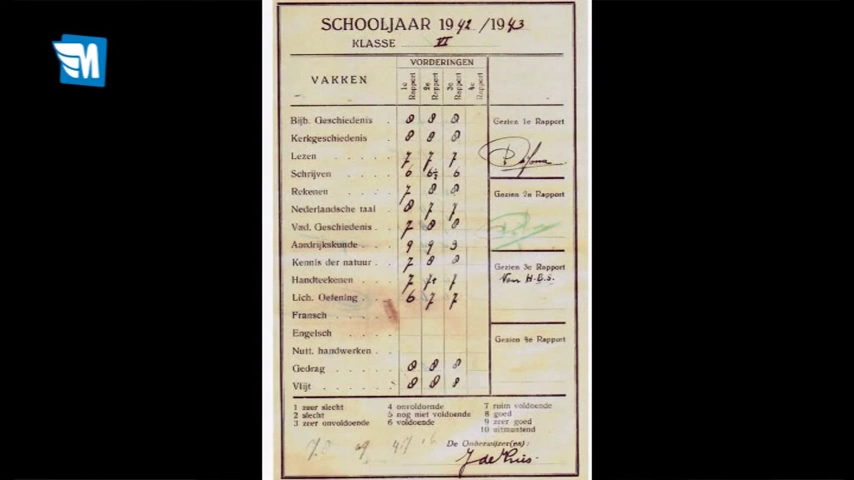 M
SCHOOLJAAR 1942/1943
KLASSE VI
VAKKEN
VORDERINGEN
1e Rapport 2e Rapport 3e Rapport 4e Rapport
Bijb. Geschiedenis 8 8 8
Kerkgeschiedenis 8 8 8
Lezen 7 7 7
Schrijven 6 6½ 6
Rekenen 7 8 8
Nederlandsche taal 8 7 7
Vad. Geschiedenis 7 8 8
Aardrijkskunde 9 9 9
Kennis der natuur 7 8 8
Handteekenen 7 7+ 7
Lich. Oefening 6 7 7
Fransch
Engelsch
Nutt. handwerken
Gedrag 8 8 8
Vlijt 8 8 8
Gezien 1e Rapport
Gezien 2e Rapport
Gezien 3e Rapport
Voor H.B.S.
Gezien 4e Rapport
1 zeer slecht 4 onvoldoende 7 ruim voldoende
2 slecht 5 nog niet voldoende 8 goed
3 zeer onvoldoende 6 voldoende 9 zeer goed
10 uitmuntend
De Onderwijzer(es):
J de Vries.